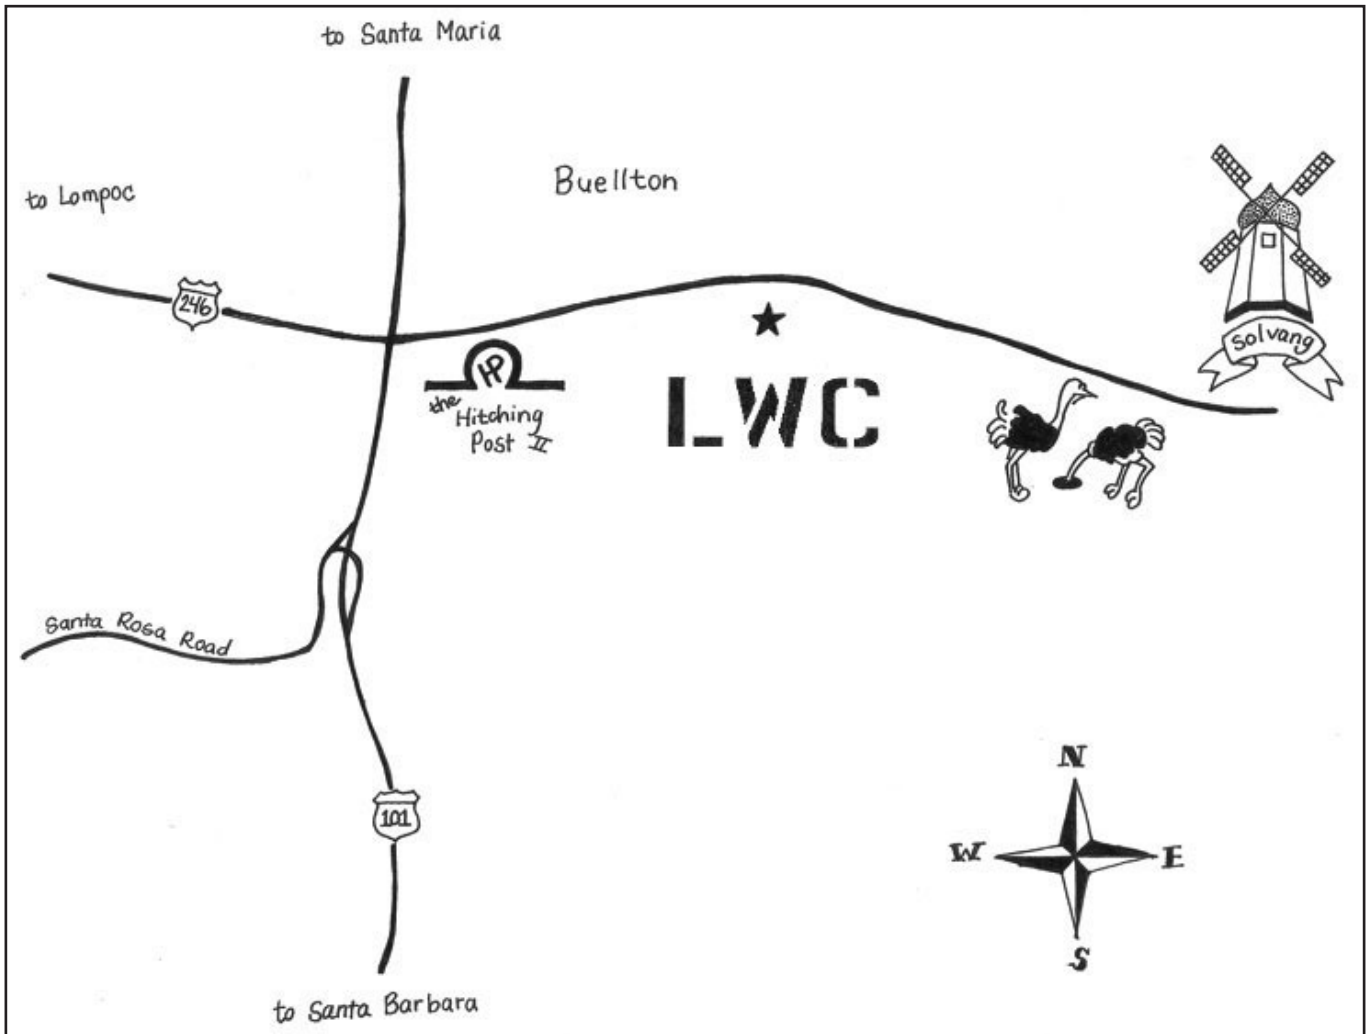 to Santa Maria
Buellton
to Lompoc
246
Solvang
HP
the Hitching
Post II
LWC
Santa Rosa Road
101
N
W E
S
to Santa Barbara